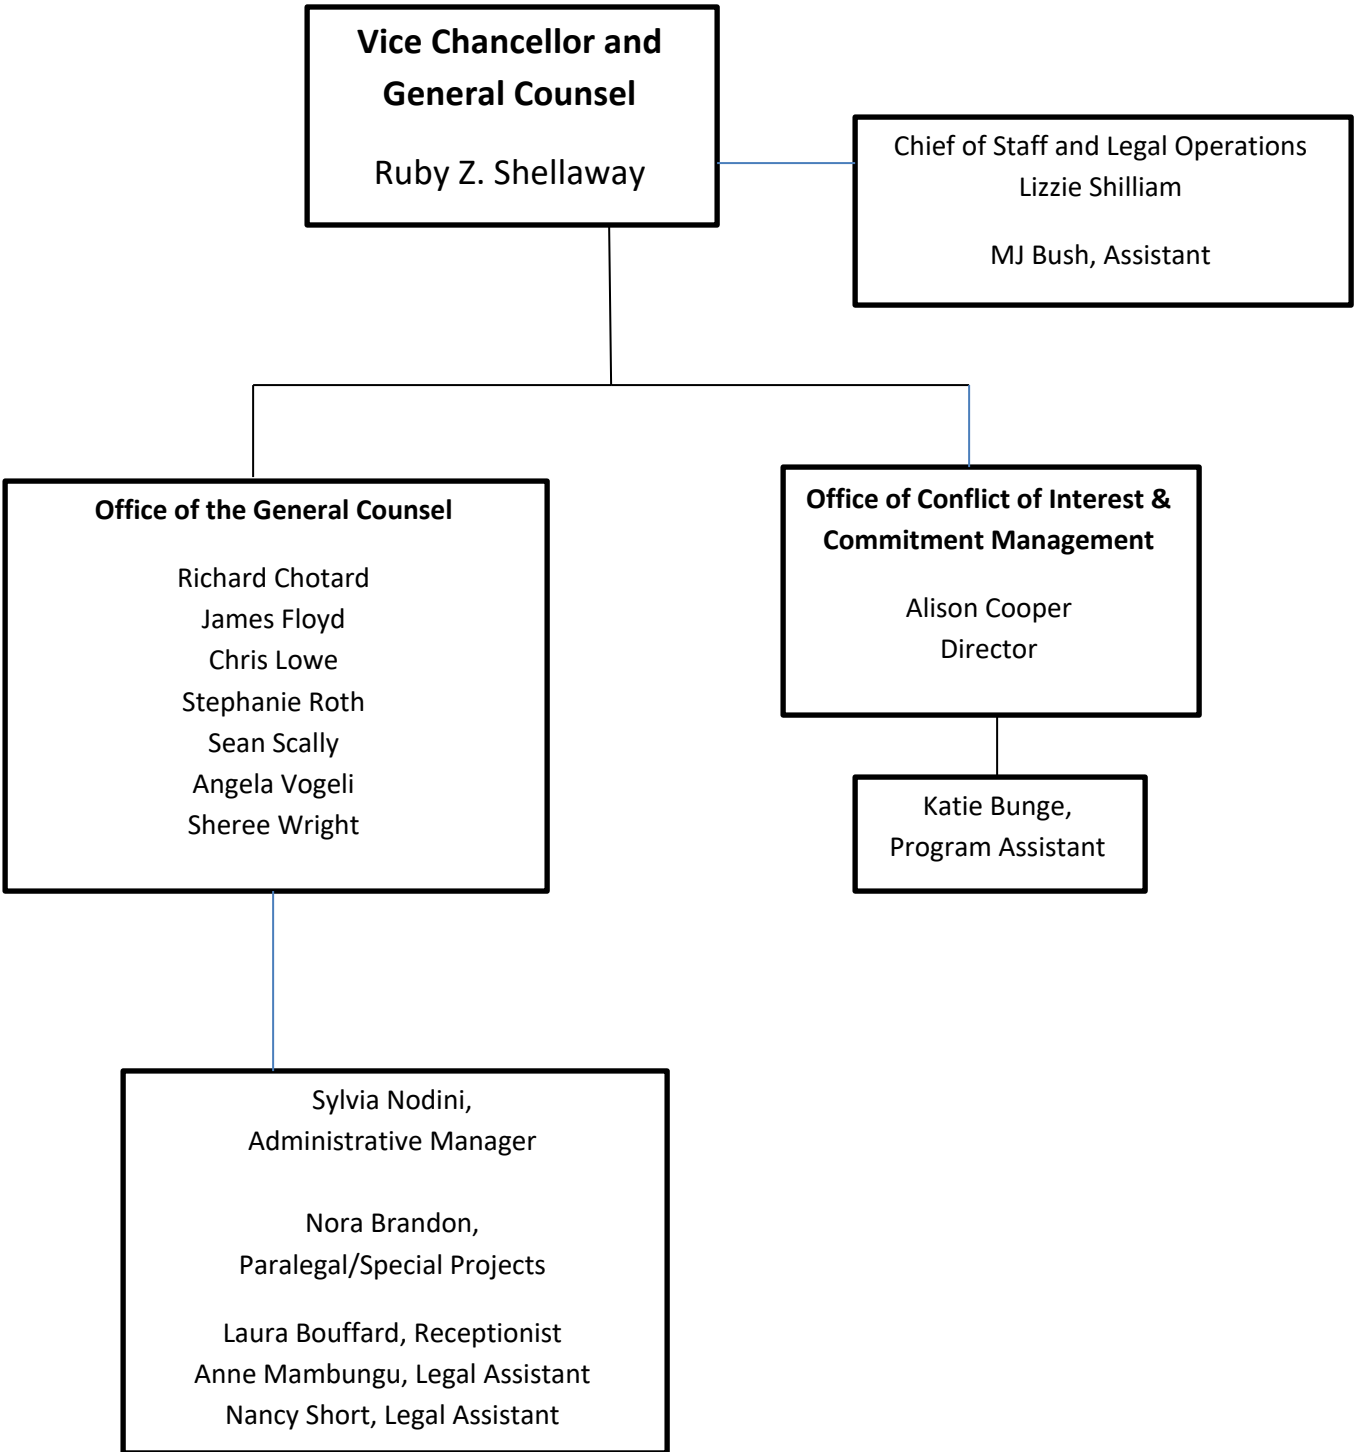 Vice Chancellor and
General Counsel
Ruby Z. Shellaway
Chief of Staff and Legal Operations
Lizzie Shilliam
MJ Bush, Assistant
Office of the General Counsel
Richard Chotard
James Floyd
Chris Lowe
Stephanie Roth
Sean Scally
Angela Vogeli
Sheree Wright
Office of Conflict of Interest &
Commitment Management
Alison Cooper
Director
Katie Bunge,
Program Assistant
Sylvia Nodini,
Administrative Manager
Nora Brandon,
Paralegal/Special Projects
Laura Bouffard, Receptionist
Anne Mambungu, Legal Assistant
Nancy Short, Legal Assistant